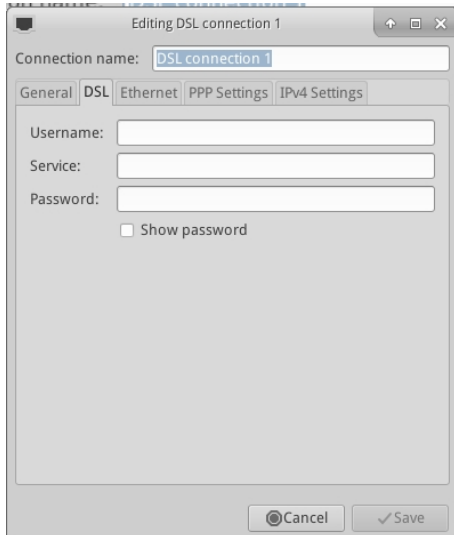 Editing DSL connection 1
Connection name: DSL connection 1
General DSL Ethernet PPP Settings IPv4 Settings
Username:
Service:
Password:
Show password
Cancel Save